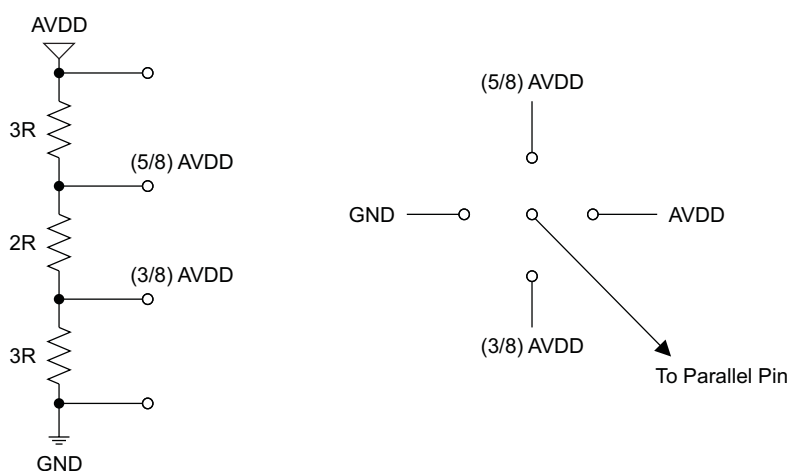 AVDD
3R
(5/8) AVDD
2R
(3/8) AVDD
3R
GND
(5/8) AVDD
GND
AVDD
(3/8) AVDD
To Parallel Pin